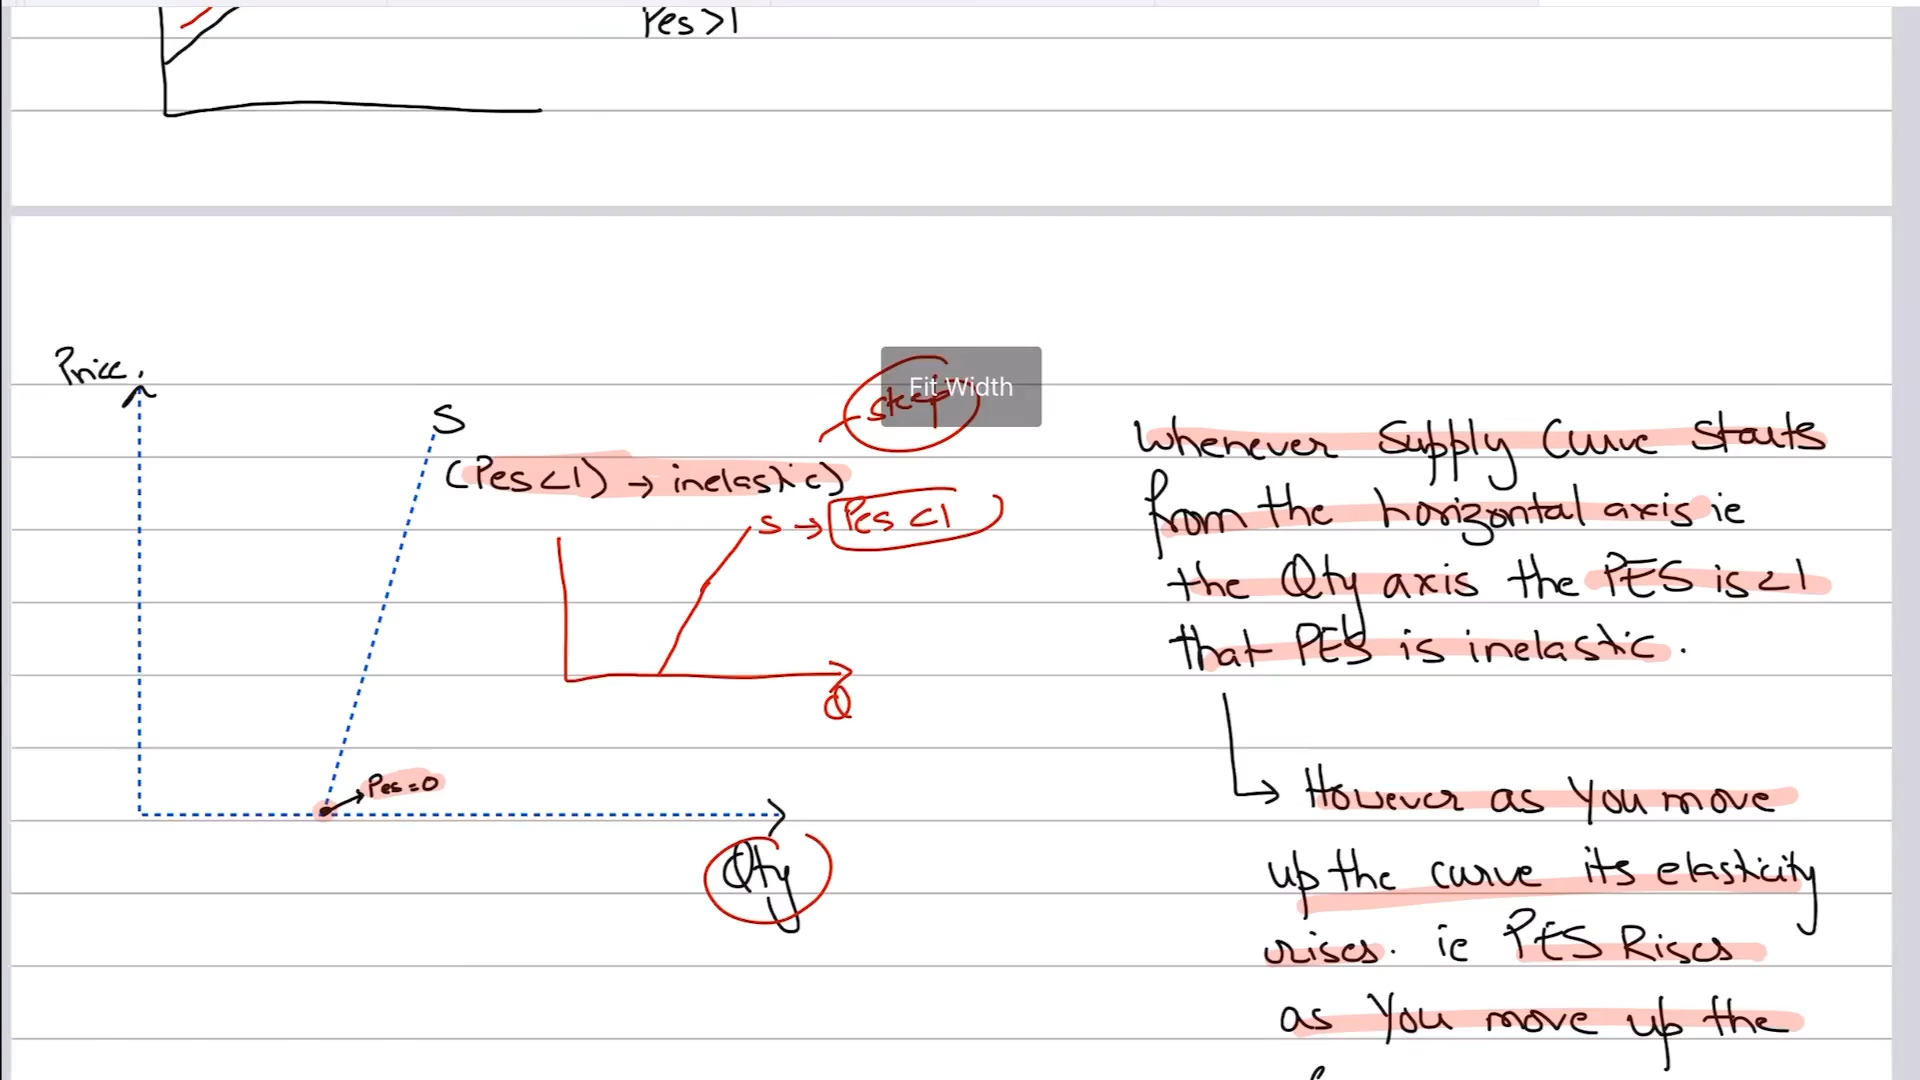 Pes >1
Price.
S
(Pes<1) → inelastic)
steep
Fit Width
S → Pes <1
Q
Pes=0
Qty
Whenever Supply Curve Starts
from the horizontal axis ie
the Qty axis the PES is <1
that PES is inelastic.
↳ However as You move
up the curve its elasticity
rises. ie PES Rises
as You move up the